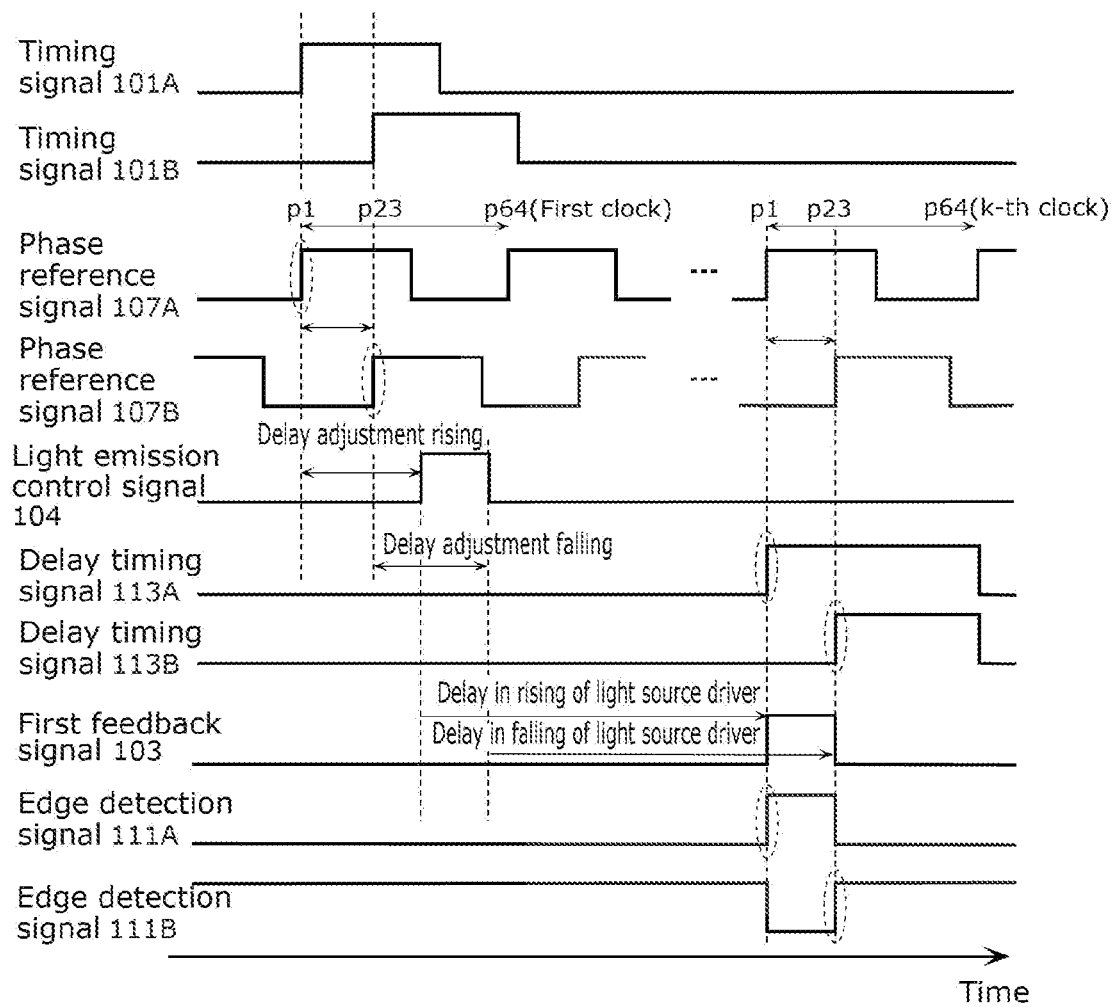 Timing
signal 101A
Timing
signal 101B
p1 p23 p64(First clock) p1 p23 p64(k-th clock)
Phase
reference
signal 107A
Phase
reference
signal 107B
Delay adjustment rising
Light emission
control signal
104
Delay adjustment falling
Delay timing
signal 113A
Delay timing
signal 113B
Delay in rising of light source driver
First feedback
signal 103
Delay in falling of light source driver
Edge detection
signal 111A
Edge detection
signal 111B
Time